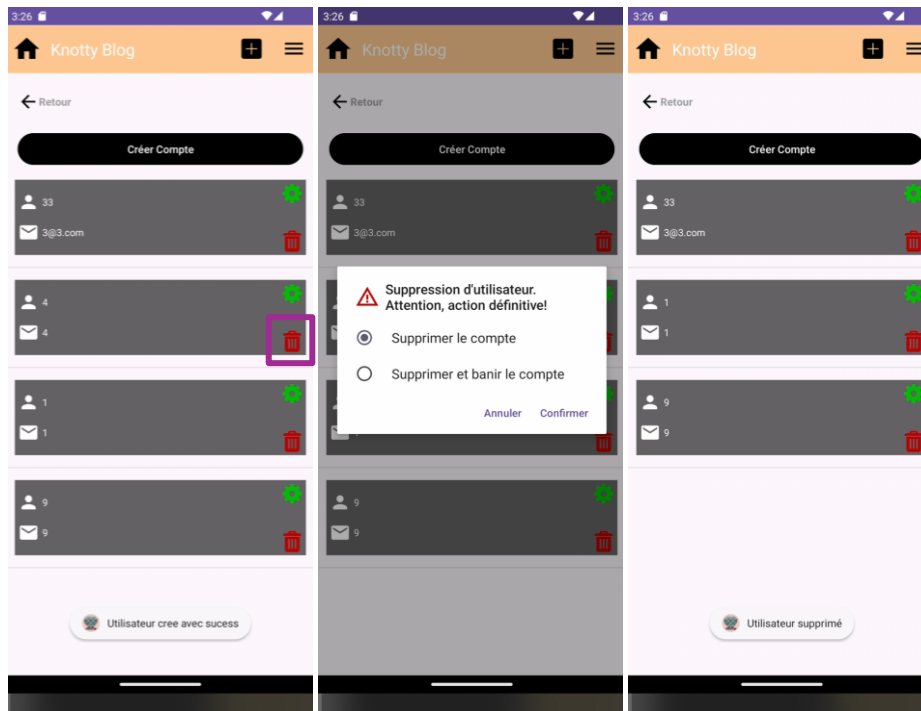 3:26
Knotty Blog
Retour
Créer Compte
33
3@3.com
4
4
1
1
9
9
Utilisateur cree avec sucess
3:26
Knotty Blog
Retour
Créer Compte
33
3@3.com
Suppression d'utilisateur.
Attention, action définitive!
Supprimer le compte
Supprimer et banir le compte
Annuler Confirmer
9
9
3:26
Knotty Blog
Retour
Créer Compte
33
3@3.com
1
1
9
9
Utilisateur supprimé